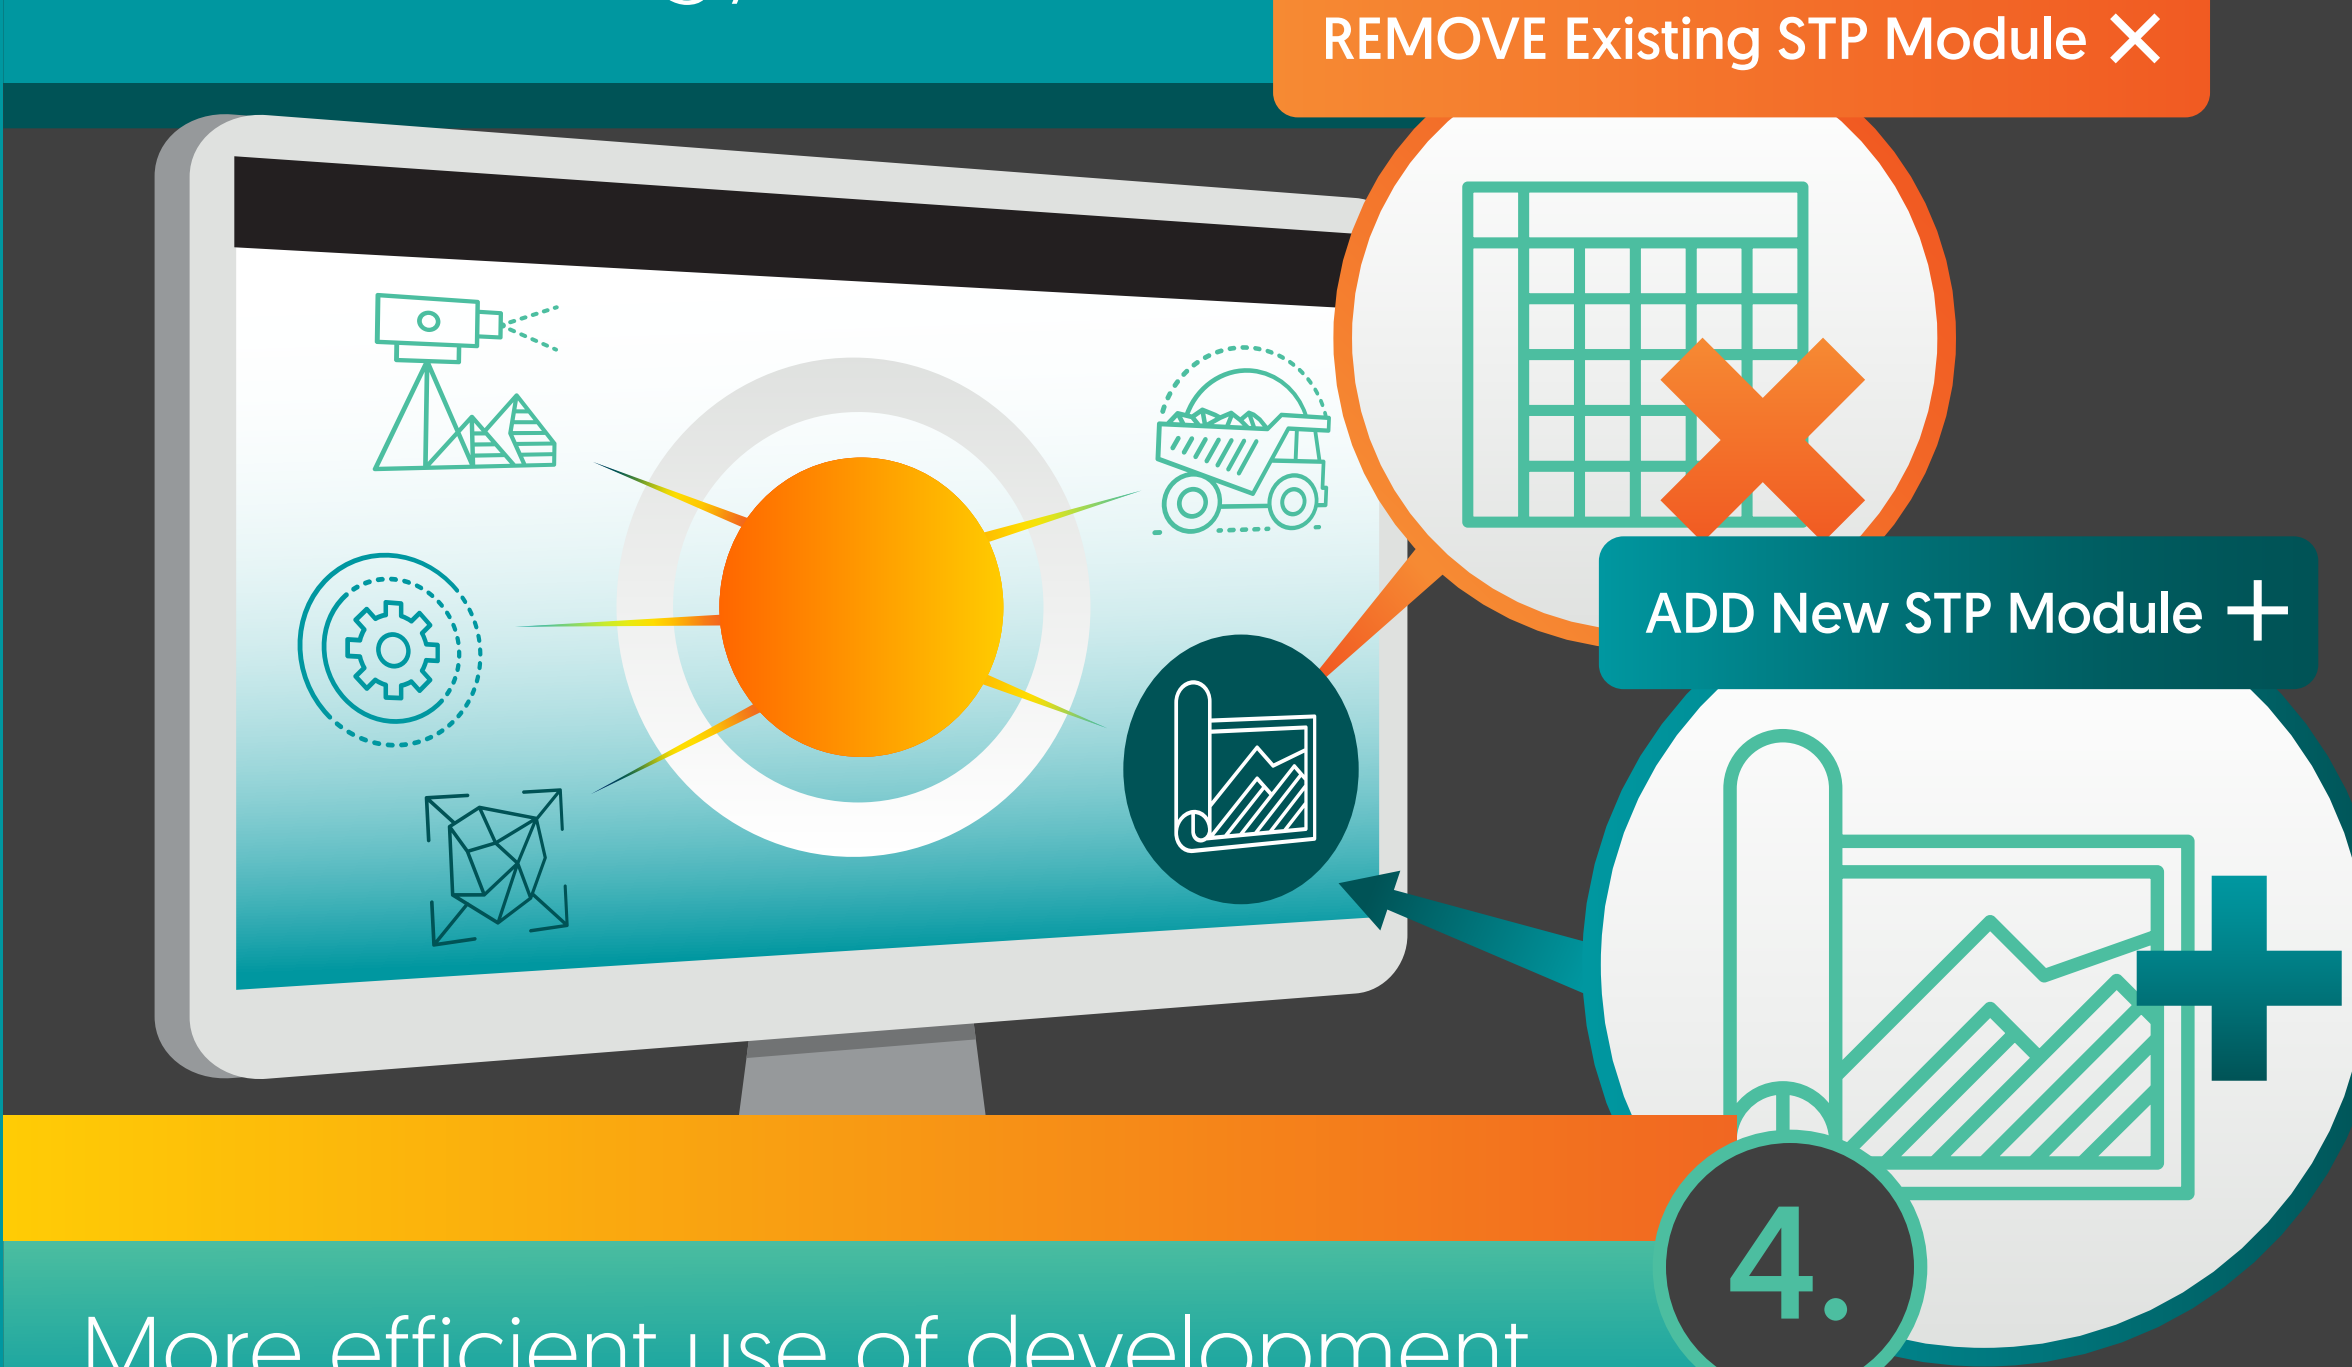 REMOVE Existing STP Module ×
ADD New STP Module +
4.
More efficient use of development